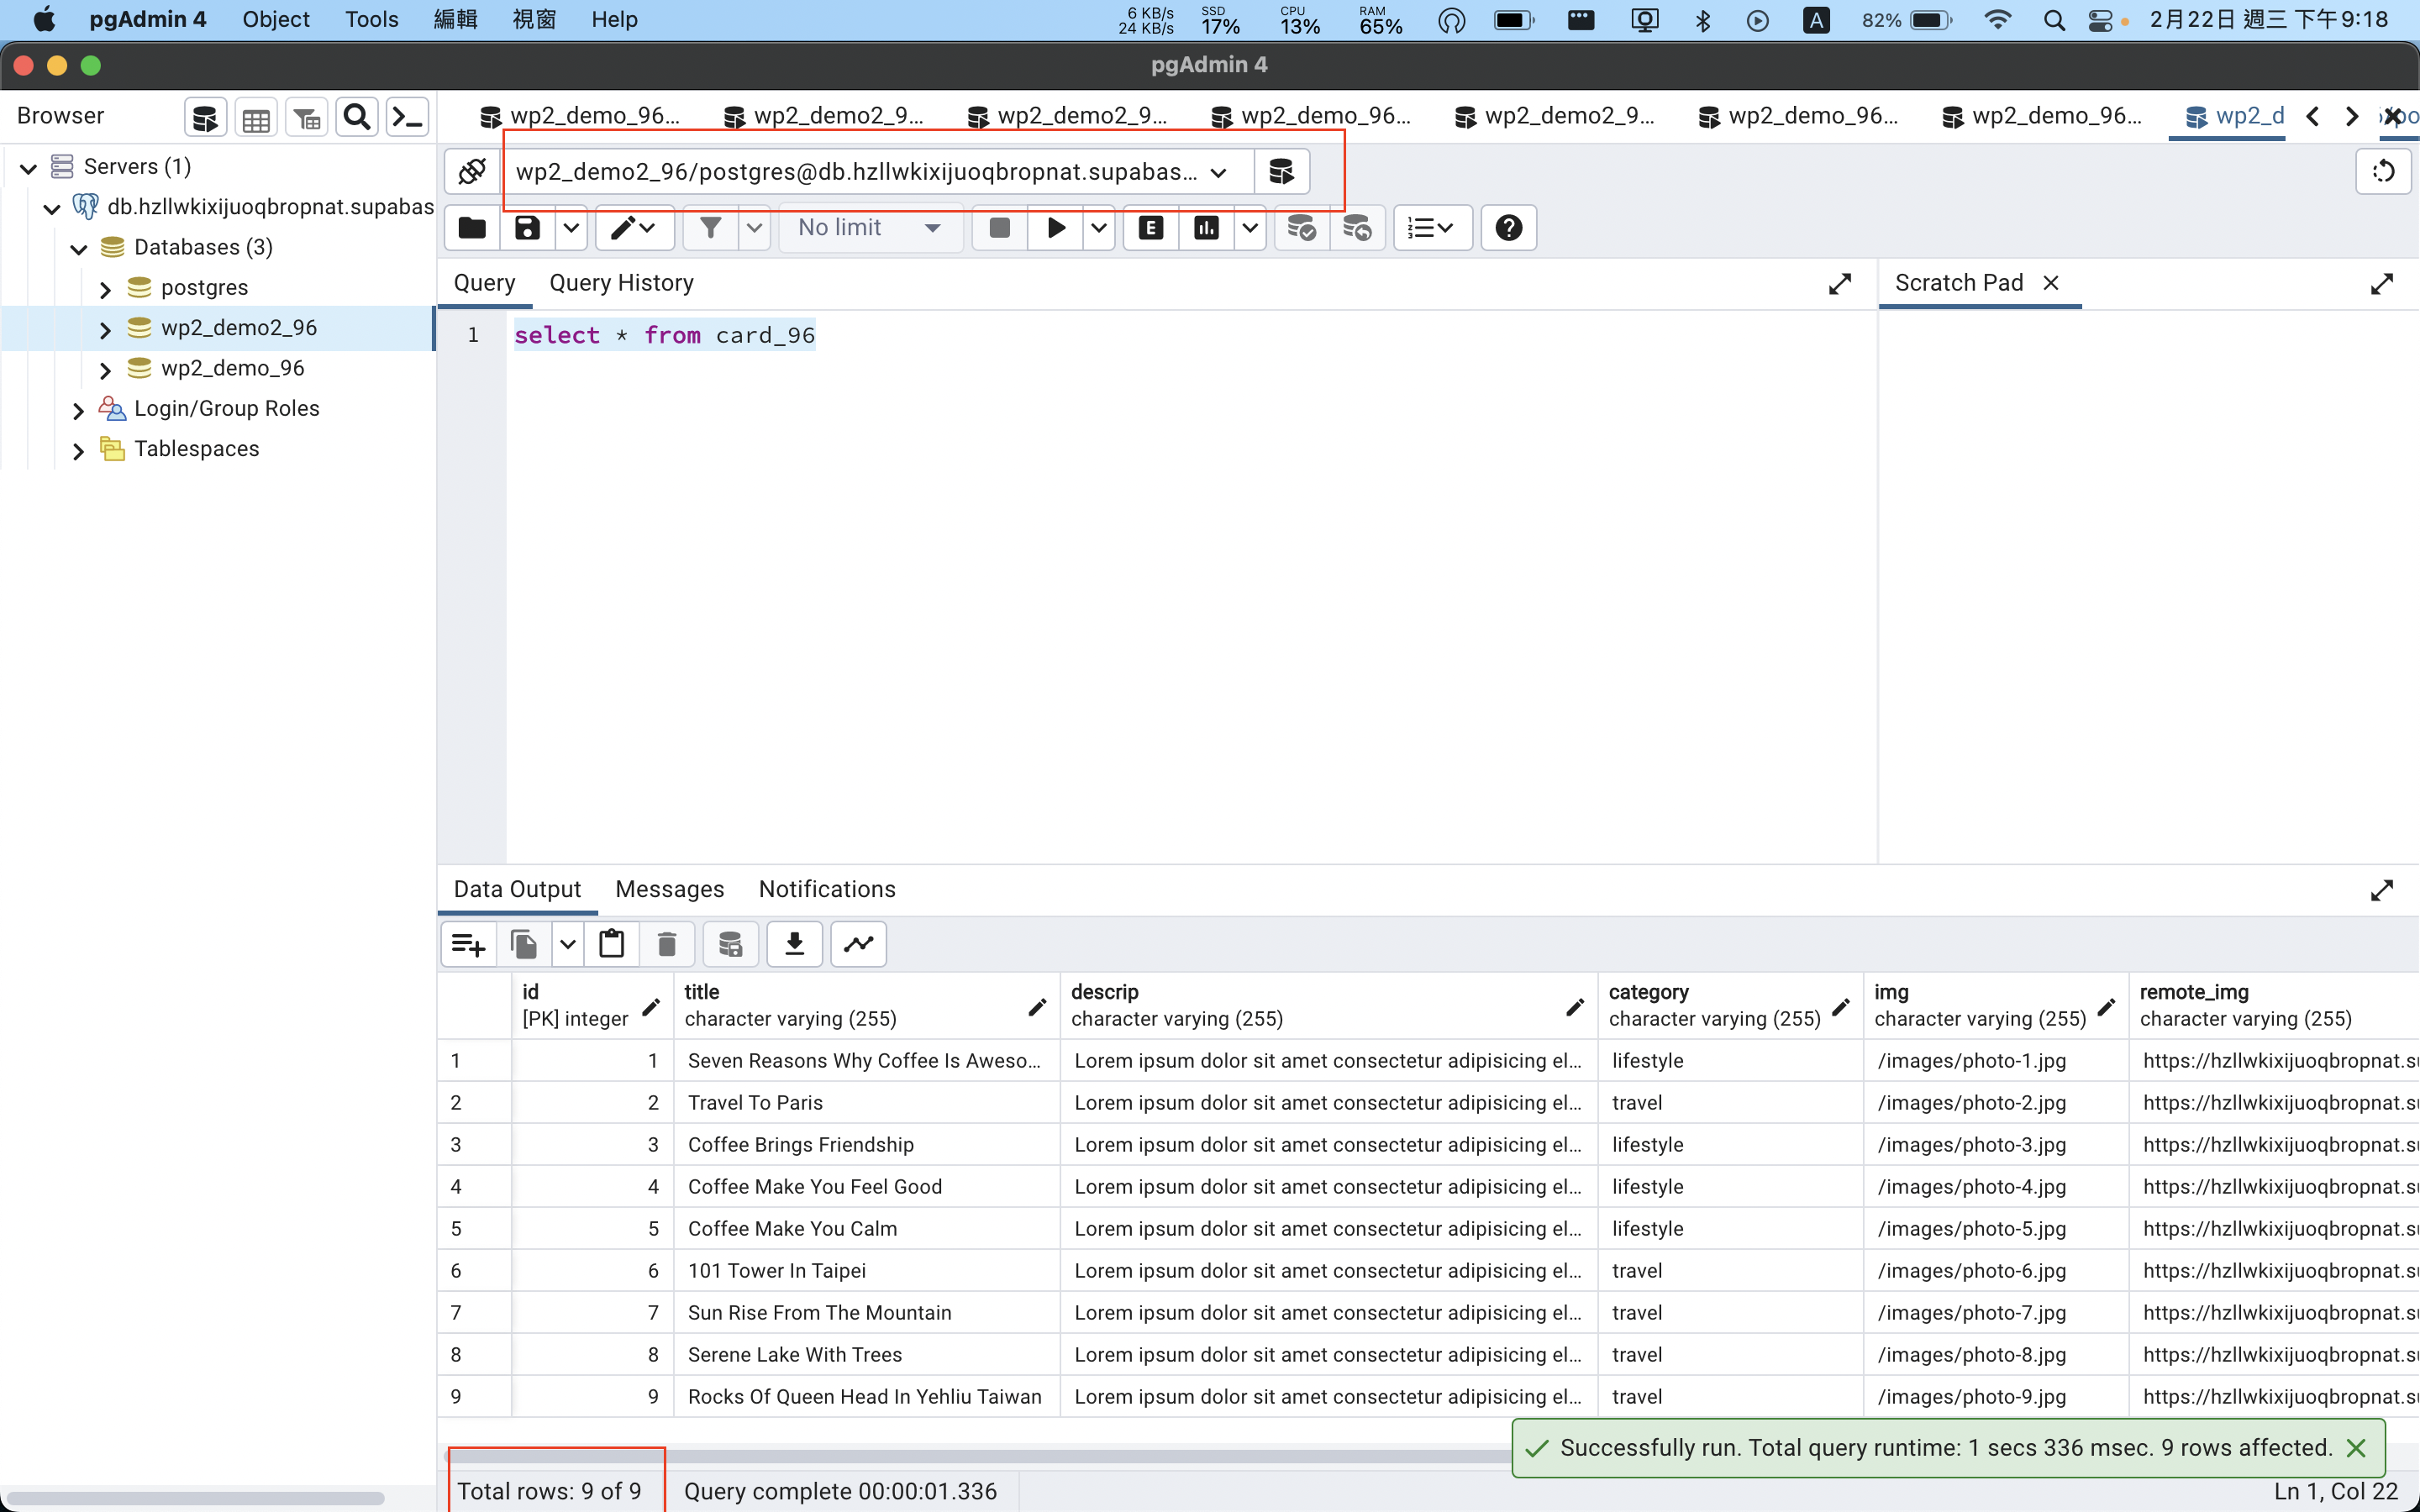 pgAdmin 4 Object Tools 編輯 視窗 Help 6 KB/s 24 KB/s SSD 17% CPU 13% RAM 65% A 82% 2月22日 週三 下午9:18
pgAdmin 4
Browser
wp2_demo_96... wp2_demo2_9... wp2_demo2_9... wp2_demo_96... wp2_demo2_9... wp2_demo_96... wp2_demo_96... wp2_d
Servers (1)
db.hzllwkixijuoqbropnat.supabas
Databases (3)
postgres
wp2_demo2_96
wp2_demo_96
Login/Group Roles
Tablespaces
wp2_demo2_96/postgres@db.hzllwkixijuoqbropnat.supabas...
No limit E
Query Query History Scratch Pad
1 select * from card_96
Data Output Messages Notifications
id title descrip category img remote_img
[PK] integer character varying (255) character varying (255) character varying (255) character varying (255) character varying (255)
1 1 Seven Reasons Why Coffee Is Aweso... Lorem ipsum dolor sit amet consectetur adipisicing el... lifestyle /images/photo-1.jpg https://hzllwkixijuoqbropnat.s
2 2 Travel To Paris Lorem ipsum dolor sit amet consectetur adipisicing el... travel /images/photo-2.jpg https://hzllwkixijuoqbropnat.s
3 3 Coffee Brings Friendship Lorem ipsum dolor sit amet consectetur adipisicing el... lifestyle /images/photo-3.jpg https://hzllwkixijuoqbropnat.s
4 4 Coffee Make You Feel Good Lorem ipsum dolor sit amet consectetur adipisicing el... lifestyle /images/photo-4.jpg https://hzllwkixijuoqbropnat.s
5 5 Coffee Make You Calm Lorem ipsum dolor sit amet consectetur adipisicing el... lifestyle /images/photo-5.jpg https://hzllwkixijuoqbropnat.s
6 6 101 Tower In Taipei Lorem ipsum dolor sit amet consectetur adipisicing el... travel /images/photo-6.jpg https://hzllwkixijuoqbropnat.s
7 7 Sun Rise From The Mountain Lorem ipsum dolor sit amet consectetur adipisicing el... travel /images/photo-7.jpg https://hzllwkixijuoqbropnat.s
8 8 Serene Lake With Trees Lorem ipsum dolor sit amet consectetur adipisicing el... travel /images/photo-8.jpg https://hzllwkixijuoqbropnat.s
9 9 Rocks Of Queen Head In Yehliu Taiwan Lorem ipsum dolor sit amet consectetur adipisicing el... travel /images/photo-9.jpg https://hzllwkixijuoqbropnat.s
Successfully run. Total query runtime: 1 secs 336 msec. 9 rows affected.
Total rows: 9 of 9 Query complete 00:00:01.336 Ln 1, Col 22